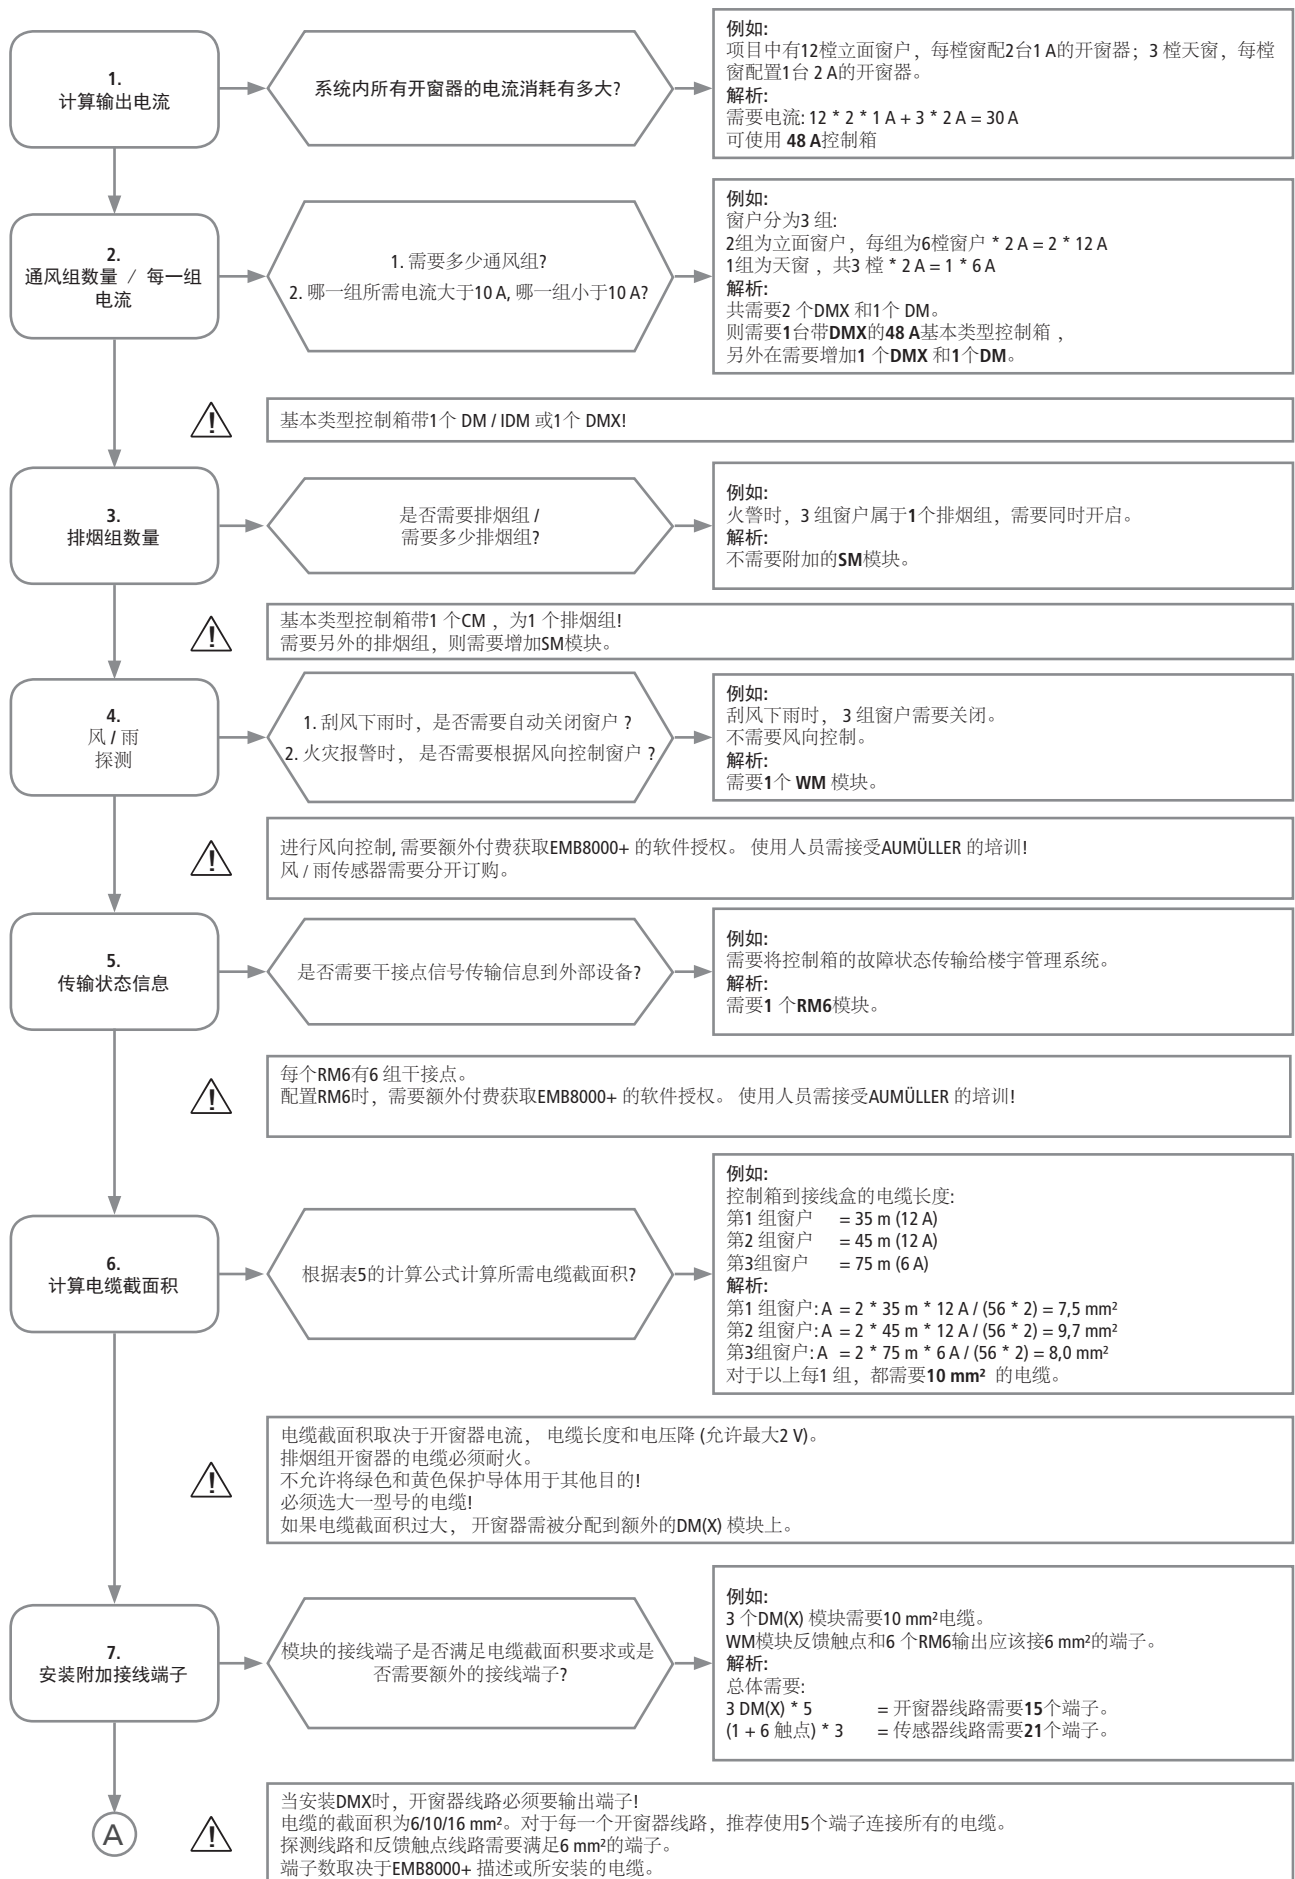 1.
计算输出电流
系统内所有开窗器的电流消耗有多大?
例如:
项目中有12樘立面窗户，每樘窗配2台1 A的开窗器；3 樘天窗，每樘
窗配置1台 2 A的开窗器。
解析:
需要电流: 12 * 2 * 1 A + 3 * 2 A = 30 A
可使用 48 A控制箱
2.
通风组数量 ／ 每一组
电流
1. 需要多少通风组?
2. 哪一组所需电流大于10 A, 哪一组小于10 A?
例如:
窗户分为3 组:
2组为立面窗户，每组为6樘窗户 * 2 A = 2 * 12 A
1组为天窗 ，共3 樘 * 2 A = 1 * 6 A
解析:
共需要2 个DMX 和1个 DM。
则需要1台带DMX的48 A基本类型控制箱 ，
另外在需要增加1 个DMX 和1个DM。
基本类型控制箱带1个 DM / IDM 或1个 DMX!
3.
排烟组数量
是否需要排烟组 /
需要多少排烟组?
例如:
火警时，3 组窗户属于1个排烟组，需要同时开启。
解析:
不需要附加的SM模块。
基本类型控制箱带1 个CM ，为1 个排烟组!
需要另外的排烟组，则需要增加SM模块。
4.
风 / 雨
探测
1. 刮风下雨时，是否需要自动关闭窗户 ?
2. 火灾报警时， 是否需要根据风向控制窗户 ?
例如:
刮风下雨时， 3 组窗户需要关闭。
不需要风向控制。
解析:
需要1个 WM 模块。
进行风向控制, 需要额外付费获取EMB8000+ 的软件授权。 使用人员需接受AUMÜLLER 的培训!
风 / 雨传感器需要分开订购。
5.
传输状态信息
是否需要干接点信号传输信息到外部设备?
例如:
需要将控制箱的故障状态传输给楼宇管理系统。
解析:
需要1 个RM6模块。
每个RM6有6 组干接点。
配置RM6时，需要额外付费获取EMB8000+ 的软件授权。 使用人员需接受AUMÜLLER 的培训!
6.
计算电缆截面积
根据表5的计算公式计算所需电缆截面积?
例如:
控制箱到接线盒的电缆长度:
第1 组窗户 = 35 m (12 A)
第2 组窗户 = 45 m (12 A)
第3组窗户 = 75 m (6 A)
解析:
第1 组窗户: A = 2 * 35 m * 12 A / (56 * 2) = 7,5 mm²
第2 组窗户: A = 2 * 45 m * 12 A / (56 * 2) = 9,7 mm²
第3组窗户: A = 2 * 75 m * 6 A / (56 * 2) = 8,0 mm²
对于以上每1 组，都需要10 mm² 的电缆。
电缆截面积取决于开窗器电流， 电缆长度和电压降 (允许最大2 V)。
排烟组开窗器的电缆必须耐火。
不允许将绿色和黄色保护导体用于其他目的!
必须选大一型号的电缆!
如果电缆截面积过大， 开窗器需被分配到额外的DM(X) 模块上。
7.
安装附加接线端子
模块的接线端子是否满足电缆截面积要求或是
否需要额外的接线端子?
例如:
3 个DM(X) 模块需要10 mm²电缆。
WM模块反馈触点和6 个RM6输出应该接6 mm²的端子。
解析:
总体需要:
3 DM(X) * 5 = 开窗器线路需要15个端子。
(1 + 6 触点) * 3 = 传感器线路需要21个端子。
A
当安装DMX时，开窗器线路必须要输出端子!
电缆的截面积为6/10/16 mm²。对于每一个开窗器线路，推荐使用5个端子连接所有的电缆。
探测线路和反馈触点线路需要满足6 mm²的端子。
端子数取决于EMB8000+ 描述或所安装的电缆。